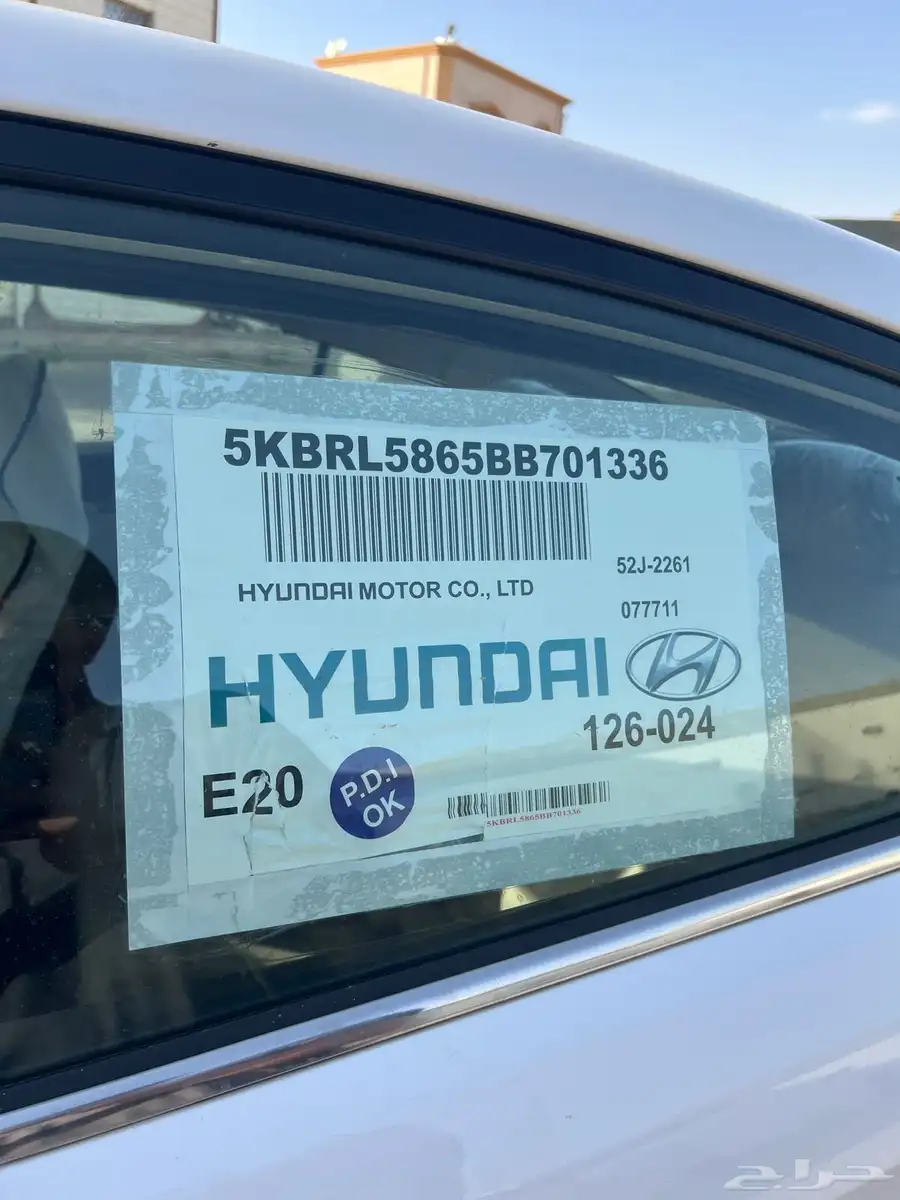 5KBRL5865BB701336
52J-2261
HYUNDAI MOTOR CO., LTD
077711
HYUNDAI
126-024
E20
P.D.I
OK
5KBRL5865BB701336
حراج